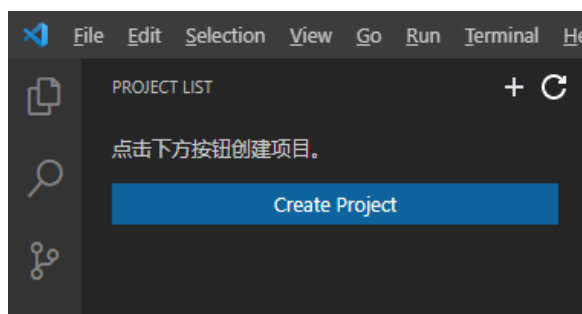 File Edit Selection View Go Run Terminal
PROJECT LIST
点击下方按钮创建项目。
Create Project